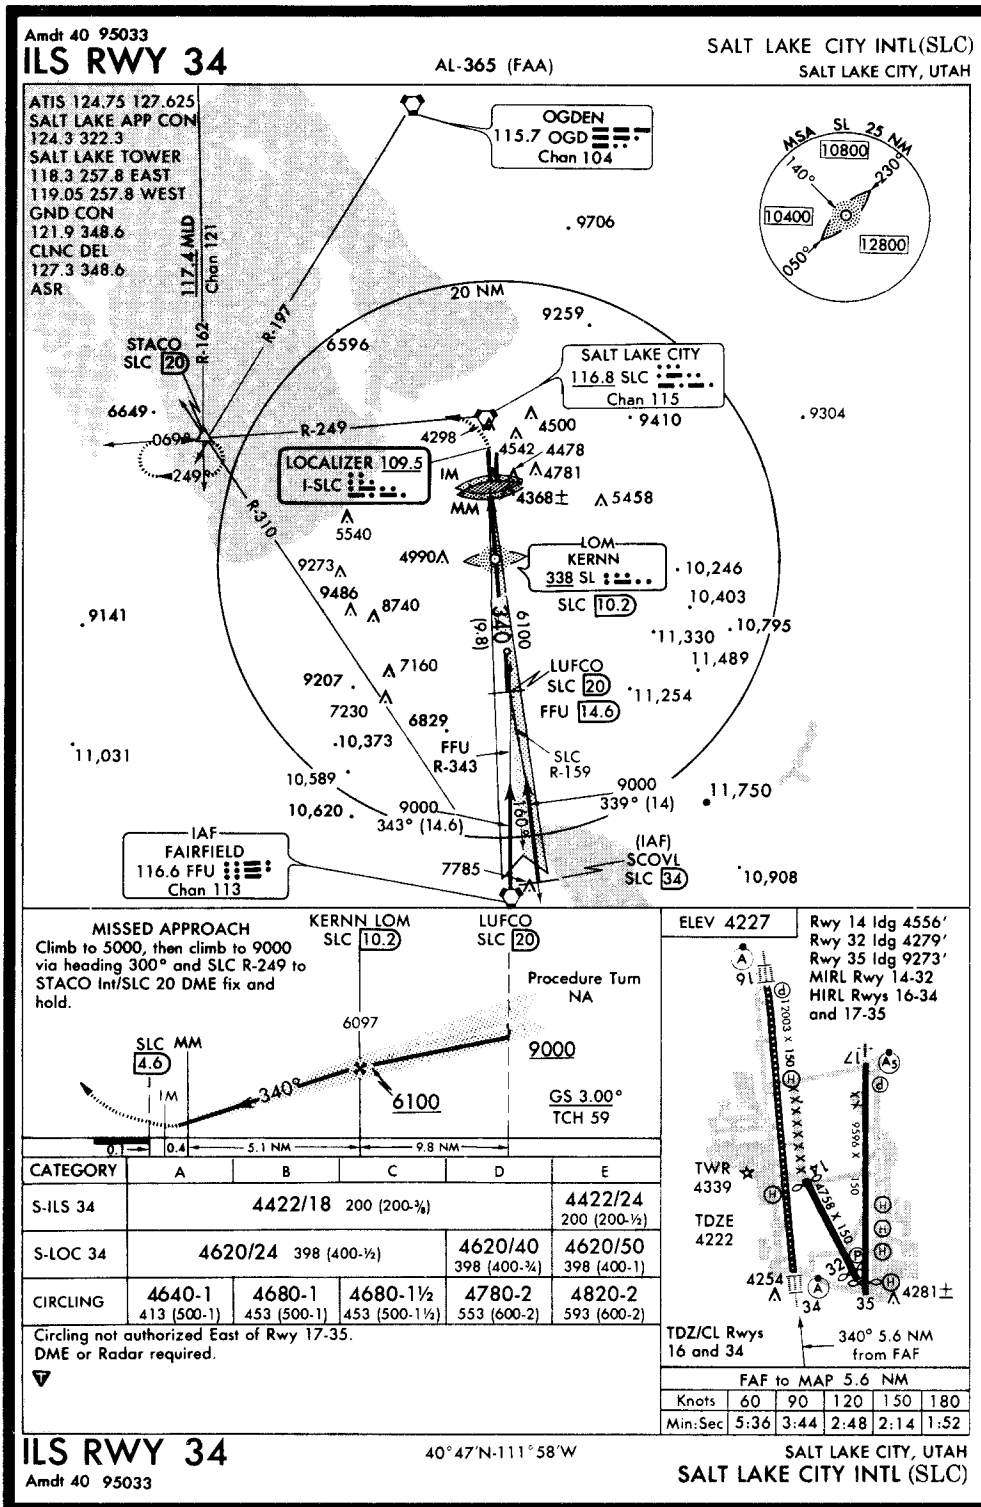 Amdt 40 95033
ILS RWY 34
AL-365 (FAA)
SALT LAKE CITY INTL(SLC)
SALT LAKE CITY, UTAH
ATIS 124.75 127.625
SALT LAKE APP CON
124.3 322.3
SALT LAKE TOWER
118.3 257.8 EAST
119.05 257.8 WEST
GND CON
121.9 348.6
CLNC DEL
127.3 348.6
ASR
117.4 MLD
Chan 121
R-162
OGDEN
115.7 OGD
Chan 104
MSA SL 25 NM
10800
140°
230°
10400
12800
050°
9706
20 NM
R-197
9259
6596
STACO
SLC 20
SALT LAKE CITY
116.8 SLC
Chan 115
6649
9410
9304
4500
R-249
4298
4542
4478
069°
249°
LOCALIZER 109.5
I-SLC
IM
4781
4368±
MM
5458
R-310
5540
4990
LOM
KERNN
338 SL
SLC 10.2
9273
10,246
9486
8740
10,403
9141
340°
(9.8)
6100
11,330
10,795
11,489
7160
LUFCO
SLC 20
FFU 14.6
9207
11,254
7230
6829
11,031
10,373
FFU
R-343
SLC
R-159
10,589
9000
339° (14)
11,750
10,620
9000
343° (14.6)
160°
IAF
FAIRFIELD
116.6 FFU
Chan 113
(IAF)
SCOVL
SLC 34
7785
10,908
MISSED APPROACH
Climb to 5000, then climb to 9000
via heading 300° and SLC R-249 to
STACO Int/SLC 20 DME fix and
hold.
KERNN LOM
SLC 10.2
LUFCO
SLC 20
Procedure Turn
NA
6097
9000
SLC
4.6
MM
IM
340°
6100
GS 3.00°
TCH 59
0.1
0.4
5.1 NM
9.8 NM
CATEGORY A B C D E
S-ILS 34 4422/18 200 (200-⅜) 4422/24
200 (200-½)
S-LOC 34 4620/24 398 (400-½) 4620/40 4620/50
398 (400-¾) 398 (400-1)
CIRCLING 4640-1 4680-1 4680-1½ 4780-2 4820-2
413 (500-1) 453 (500-1) 453 (500-1½) 553 (600-2) 593 (600-2)
Circling not authorized East of Rwy 17-35.
DME or Radar required.
T
ELEV 4227
Rwy 14 ldg 4556'
Rwy 32 ldg 4279'
Rwy 35 ldg 9273'
MIRL Rwy 14-32
HIRL Rwys 16-34
and 17-35
A
16
P
12003 X 150
17
A5
P
H
9596 X 150
TWR
4339
14
H
4758 X 150
H
H
H
TDZE
4222
32
P
4254
A
34
35
H
4281±
TDZ/CL Rwys
16 and 34
340° 5.6 NM
from FAF
FAF to MAP 5.6 NM
Knots 60 90 120 150 180
Min:Sec 5:36 3:44 2:48 2:14 1:52
ILS RWY 34
Amdt 40 95033
40°47'N-111°58'W
SALT LAKE CITY, UTAH
SALT LAKE CITY INTL (SLC)